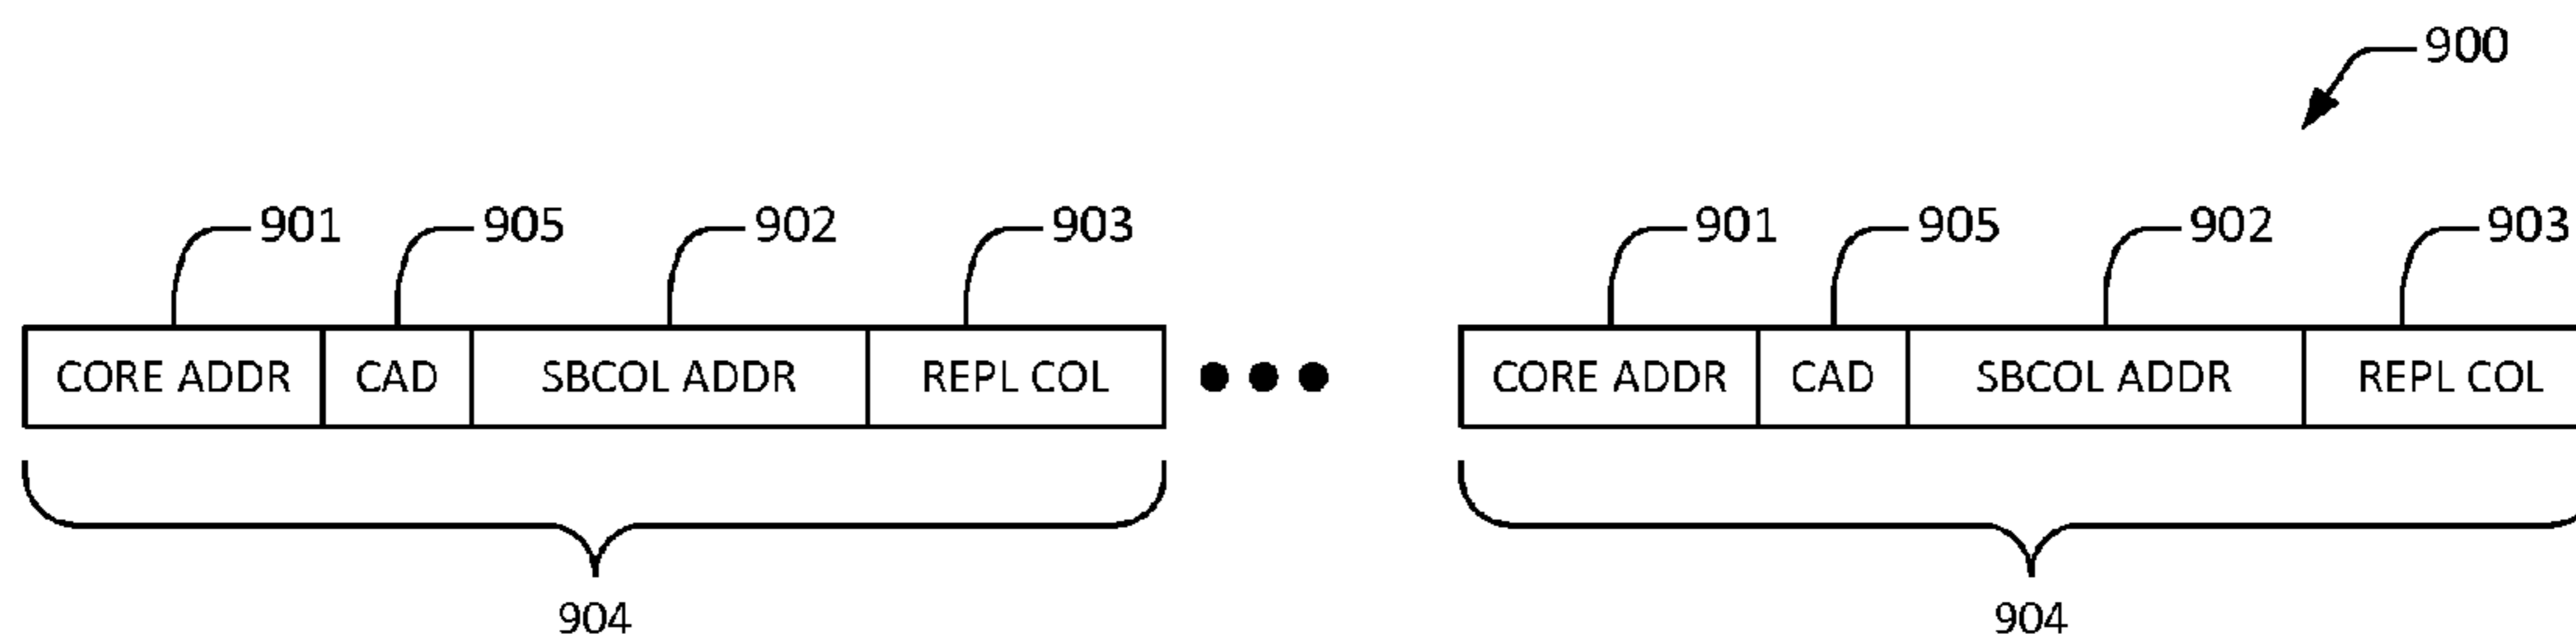 900
901 905 902 903 901 905 902 903
CORE ADDR CAD SBCOL ADDR REPL COL CORE ADDR CAD SBCOL ADDR REPL COL
904 904